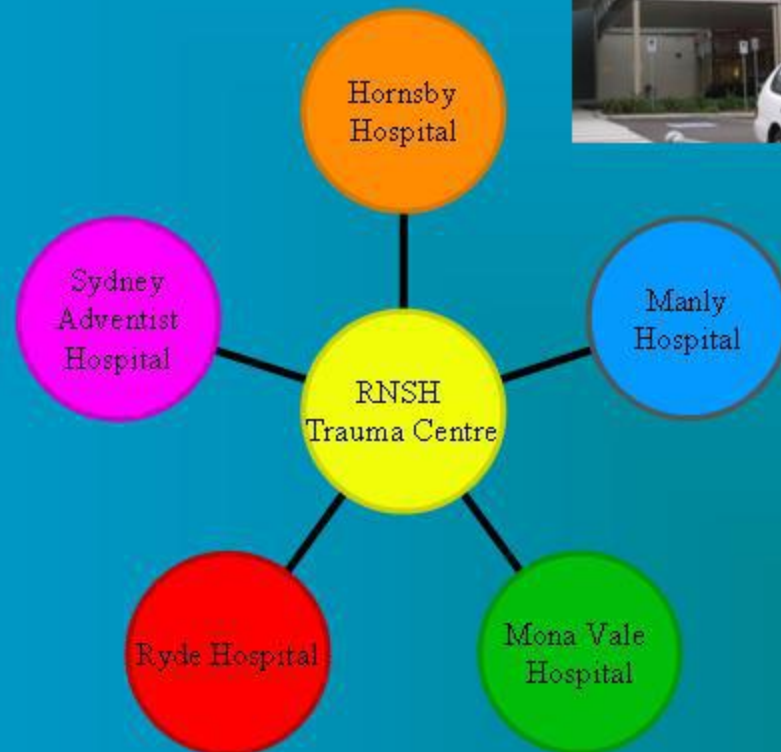 Hornsby
Hospital
Sydney
Adventist
Hospital
Manly
Hospital
RNSH
Trauma Centre
Ryde Hospital
Mona Vale
Hospital